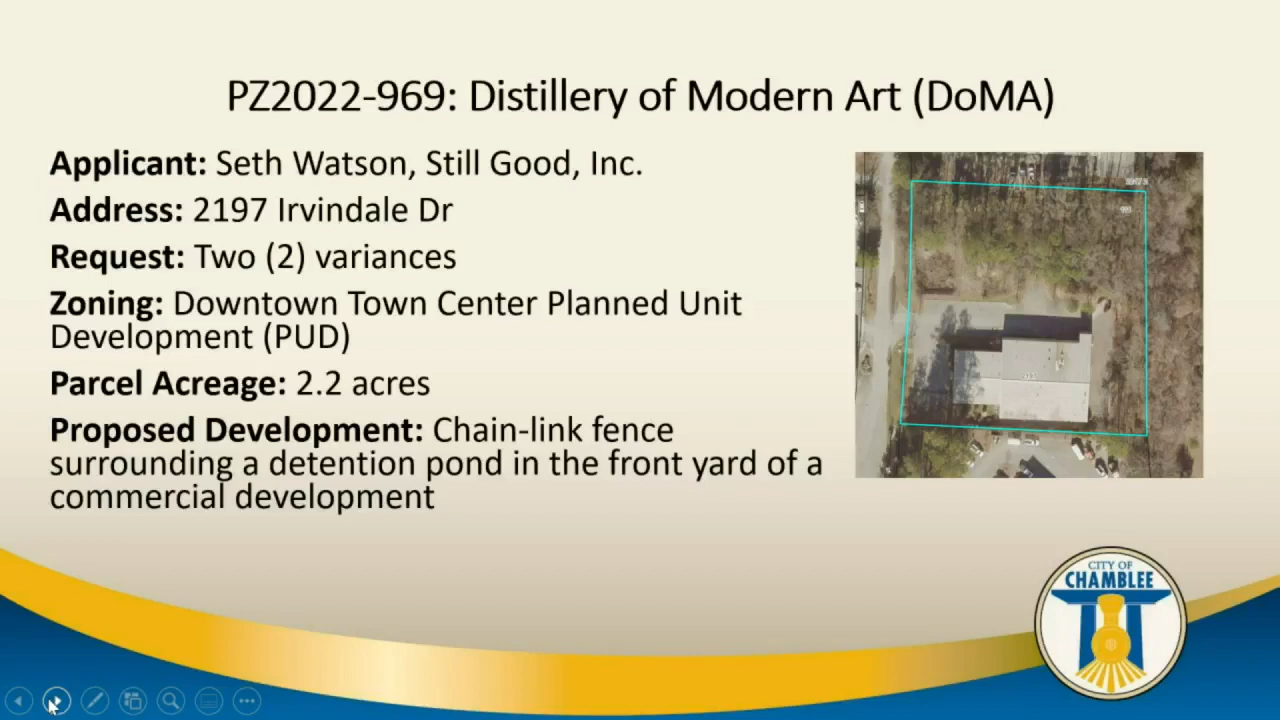 PZ2022-969: Distillery of Modern Art (DoMA)
Applicant: Seth Watson, Still Good, Inc.
Address: 2197 Irvindale Dr
Request: Two (2) variances
Zoning: Downtown Town Center Planned Unit
Development (PUD)
Parcel Acreage: 2.2 acres
Proposed Development: Chain-link fence
surrounding a detention pond in the front yard of a
commercial development
CITY OF
CHAMBLEE